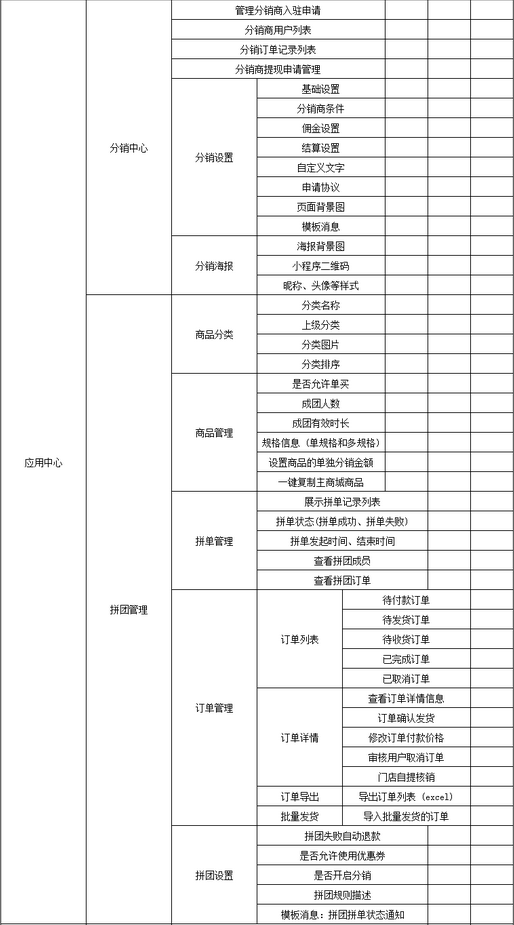 管理分销商入驻申请
分销商用户列表
分销订单记录列表
分销商提现申请管理
分销中心
分销设置
基础设置
分销商条件
佣金设置
结算设置
自定义文字
申请协议
页面背景图
模板消息
分销海报
海报背景图
小程序二维码
昵称、头像等样式
应用中心
拼团管理
商品分类
分类名称
上级分类
分类图片
分类排序
商品管理
是否允许单买
成团人数
成团有效时长
规格信息（单规格和多规格）
设置商品的单独分销金额
一键复制主商城商品
拼单管理
展示拼单记录列表
拼单状态(拼单成功、拼单失败)
拼单发起时间、结束时间
查看拼团成员
查看拼团订单
订单管理
订单列表
待付款订单
待发货订单
待收货订单
已完成订单
已取消订单
订单详情
查看订单详情信息
订单确认发货
修改订单付款价格
审核用户取消订单
门店自提核销
订单导出
导出订单列表（excel）
批量发货
导入批量发货的订单
拼团设置
拼团失败自动退款
是否允许使用优惠券
是否开启分销
拼团规则描述
模板消息：拼团拼单状态通知